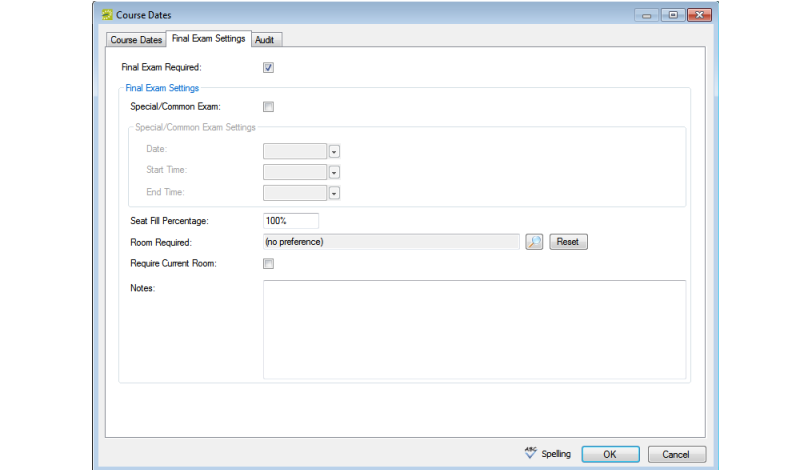 Course Dates
Course Dates Final Exam Settings Audit
Final Exam Required:
Final Exam Settings
Special/Common Exam:
Special/Common Exam Settings
Date:
Start Time:
End Time:
Seat Fill Percentage: 100%
Room Required: (no preference) Reset
Require Current Room:
Notes:
ABC Spelling OK Cancel